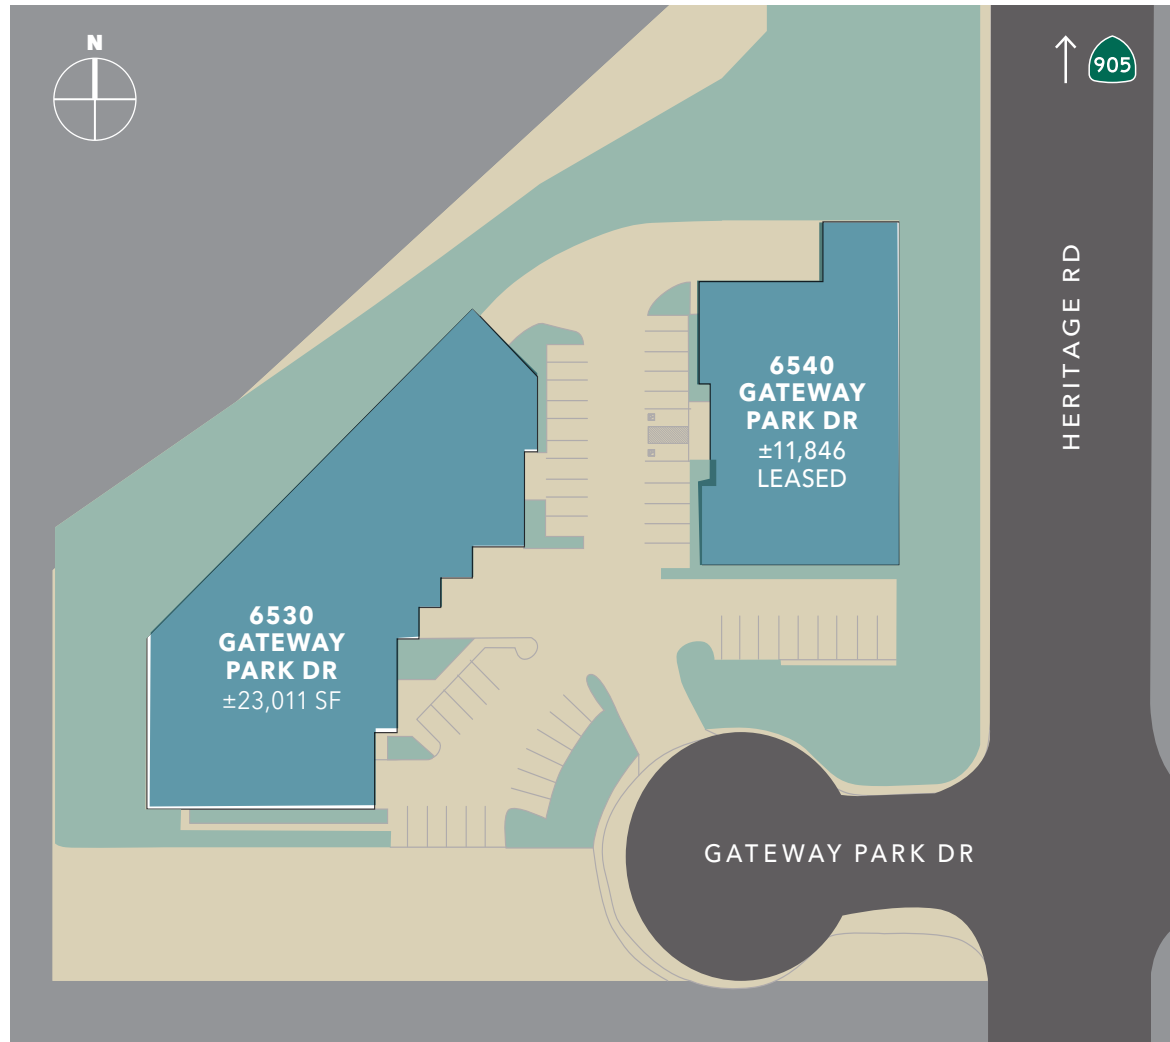 N
905
HERITAGE RD
6540
GATEWAY
PARK DR
±11,846
LEASED
6530
GATEWAY
PARK DR
±23,011 SF
GATEWAY PARK DR